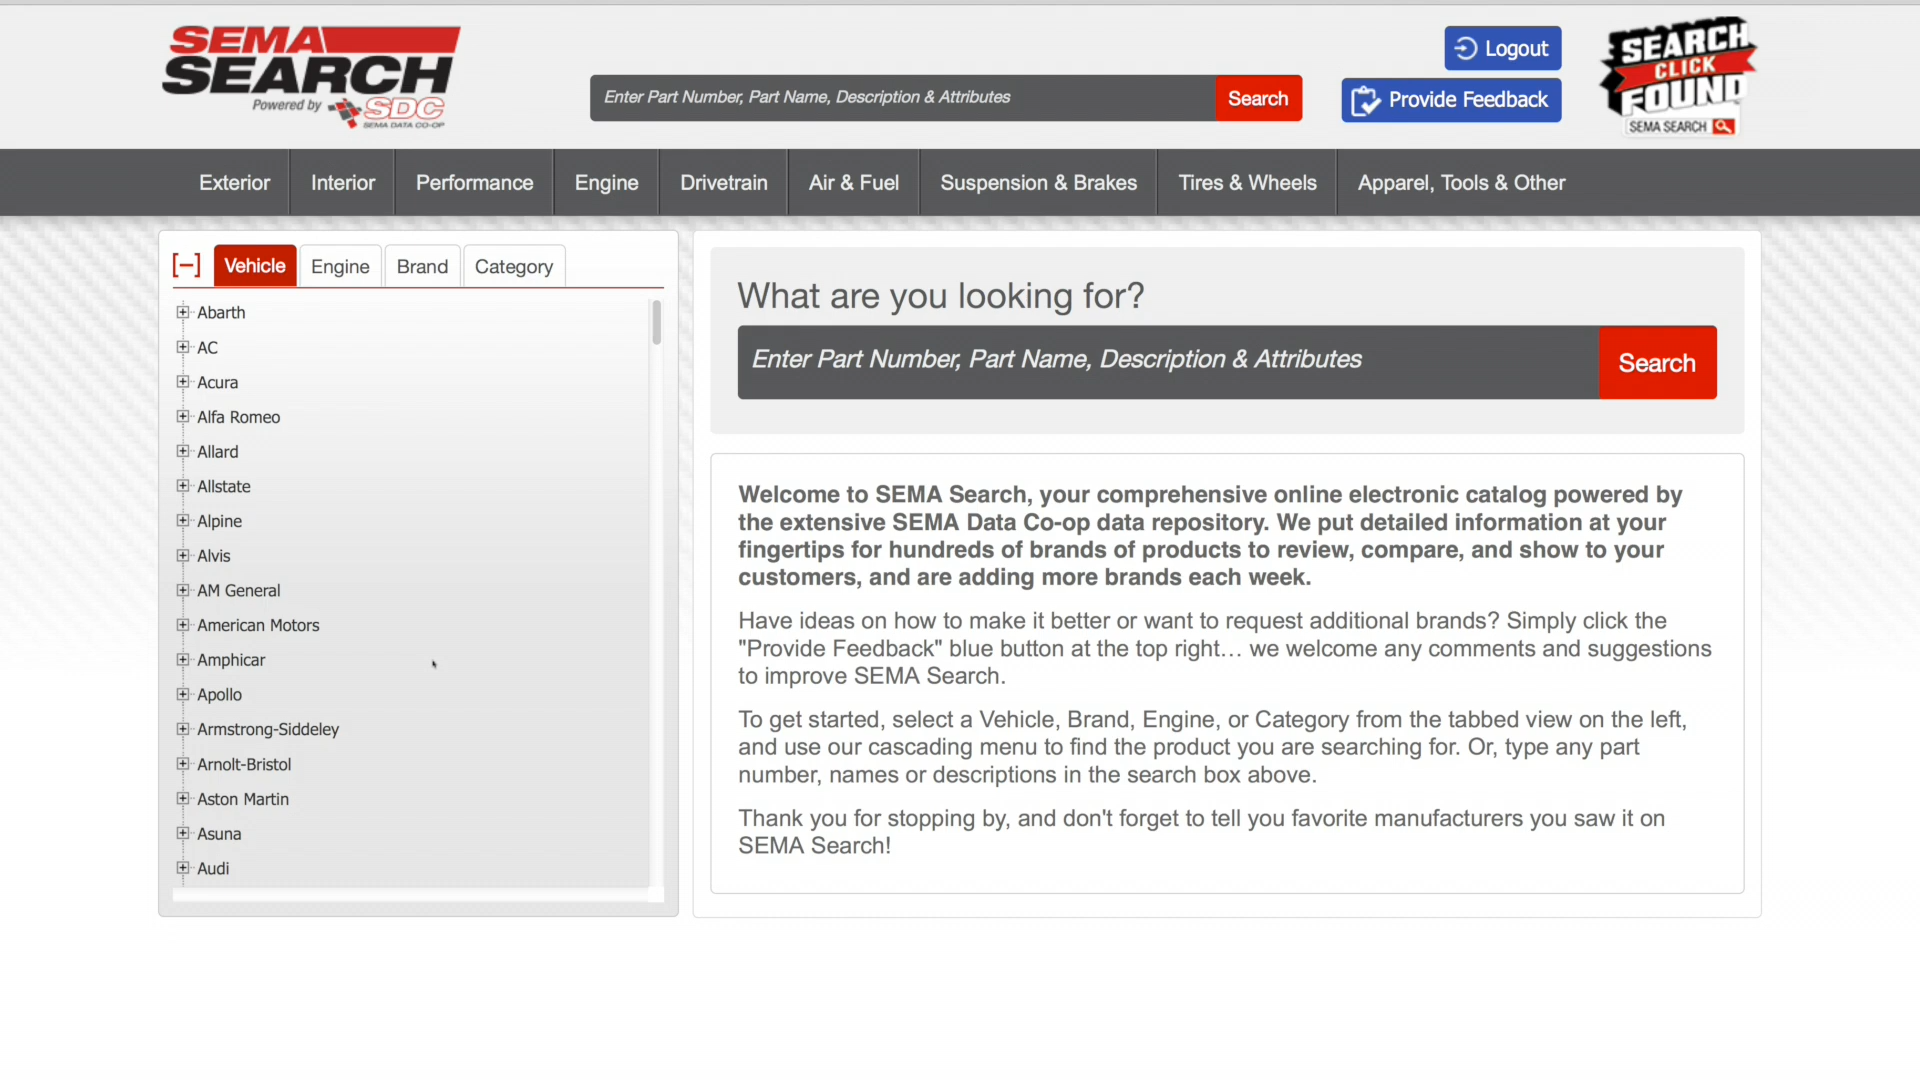 SEMA
SEARCH
Powered by SDC
SEMA DATA CO-OP
Enter Part Number, Part Name, Description & Attributes
Search
Logout
Provide Feedback
SEARCH
CLICK
FOUND
SEMA SEARCH
Exterior
Interior
Performance
Engine
Drivetrain
Air & Fuel
Suspension & Brakes
Tires & Wheels
Apparel, Tools & Other
[–]
Vehicle
Engine
Brand
Category
Abarth
AC
Acura
Alfa Romeo
Allard
Allstate
Alpine
Alvis
AM General
American Motors
Amphicar
Apollo
Armstrong-Siddeley
Arnolt-Bristol
Aston Martin
Asuna
Audi
What are you looking for?
Enter Part Number, Part Name, Description & Attributes
Search
Welcome to SEMA Search, your comprehensive online electronic catalog powered by
the extensive SEMA Data Co-op data repository. We put detailed information at your
fingertips for hundreds of brands of products to review, compare, and show to your
customers, and are adding more brands each week.
Have ideas on how to make it better or want to request additional brands? Simply click the
"Provide Feedback" blue button at the top right… we welcome any comments and suggestions
to improve SEMA Search.
To get started, select a Vehicle, Brand, Engine, or Category from the tabbed view on the left,
and use our cascading menu to find the product you are searching for. Or, type any part
number, names or descriptions in the search box above.
Thank you for stopping by, and don't forget to tell you favorite manufacturers you saw it on
SEMA Search!